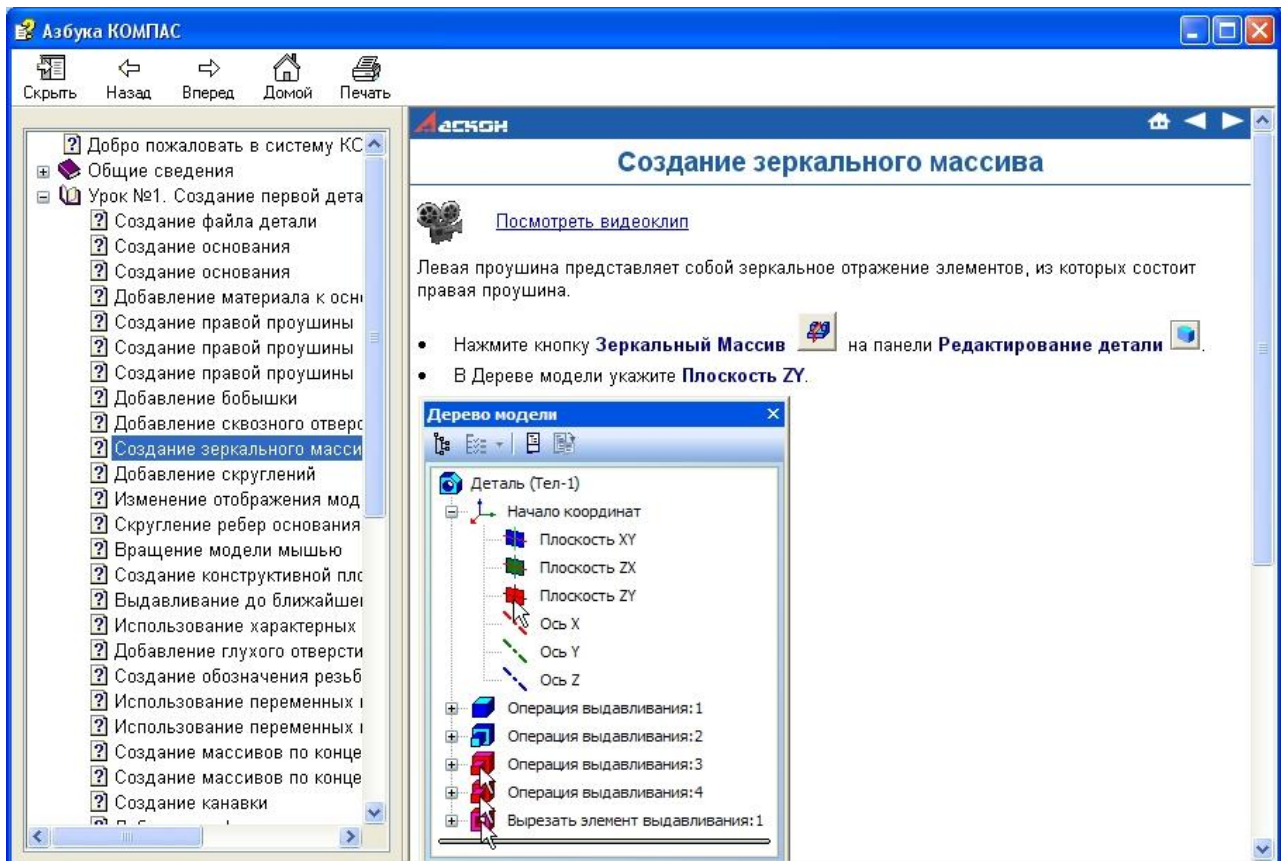 Азбука КОМПАС
Скрыть Назад Вперед Домой Печать
Добро пожаловать в систему КС
Общие сведения
Урок №1. Создание первой дета
Создание файла детали
Создание основания
Создание основания
Добавление материала к осн
Создание правой проушины
Создание правой проушины
Создание правой проушины
Добавление бобышки
Добавление сквозного отверс
Создание зеркального масси
Добавление скруглений
Изменение отображения мод
Скругление ребер основания
Вращение модели мышью
Создание конструктивной пло
Выдавливание до ближайше
Использование характерных
Добавление глухого отверсти
Создание обозначения резьб
Использование переменных
Использование переменных
Создание массивов по конце
Создание массивов по конце
Создание канавки
Аскон
Создание зеркального массива
Посмотреть видеоклип
Левая проушина представляет собой зеркальное отражение элементов, из которых состоит
правая проушина.
• Нажмите кнопку Зеркальный Массив на панели Редактирование детали.
• В Дереве модели укажите Плоскость ZY.
Дерево модели
Деталь (Тел-1)
Начало координат
Плоскость XY
Плоскость ZX
Плоскость ZY
Ось X
Ось Y
Ось Z
Операция выдавливания:1
Операция выдавливания:2
Операция выдавливания:3
Операция выдавливания:4
Вырезать элемент выдавливания:1